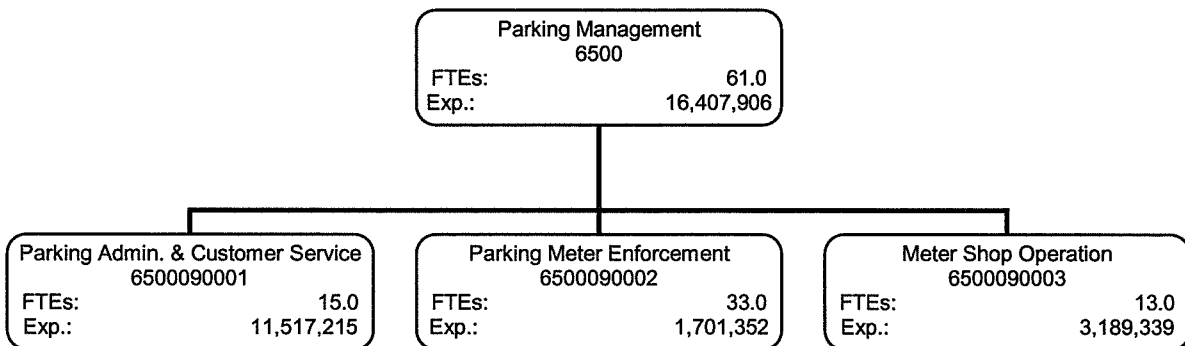 Parking Management
6500
FTEs: 61.0
Exp.: 16,407,906
Parking Admin. & Customer Service
6500090001
FTEs: 15.0
Exp.: 11,517,215
Parking Meter Enforcement
6500090002
FTEs: 33.0
Exp.: 1,701,352
Meter Shop Operation
6500090003
FTEs: 13.0
Exp.: 3,189,339